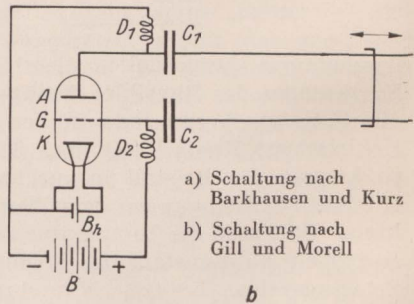 D1
C1
A
G
K
D2
C2
a) Schaltung nach
Barkhausen und Kurz
Bh
b) Schaltung nach
Gill und Morell
- +
B
b